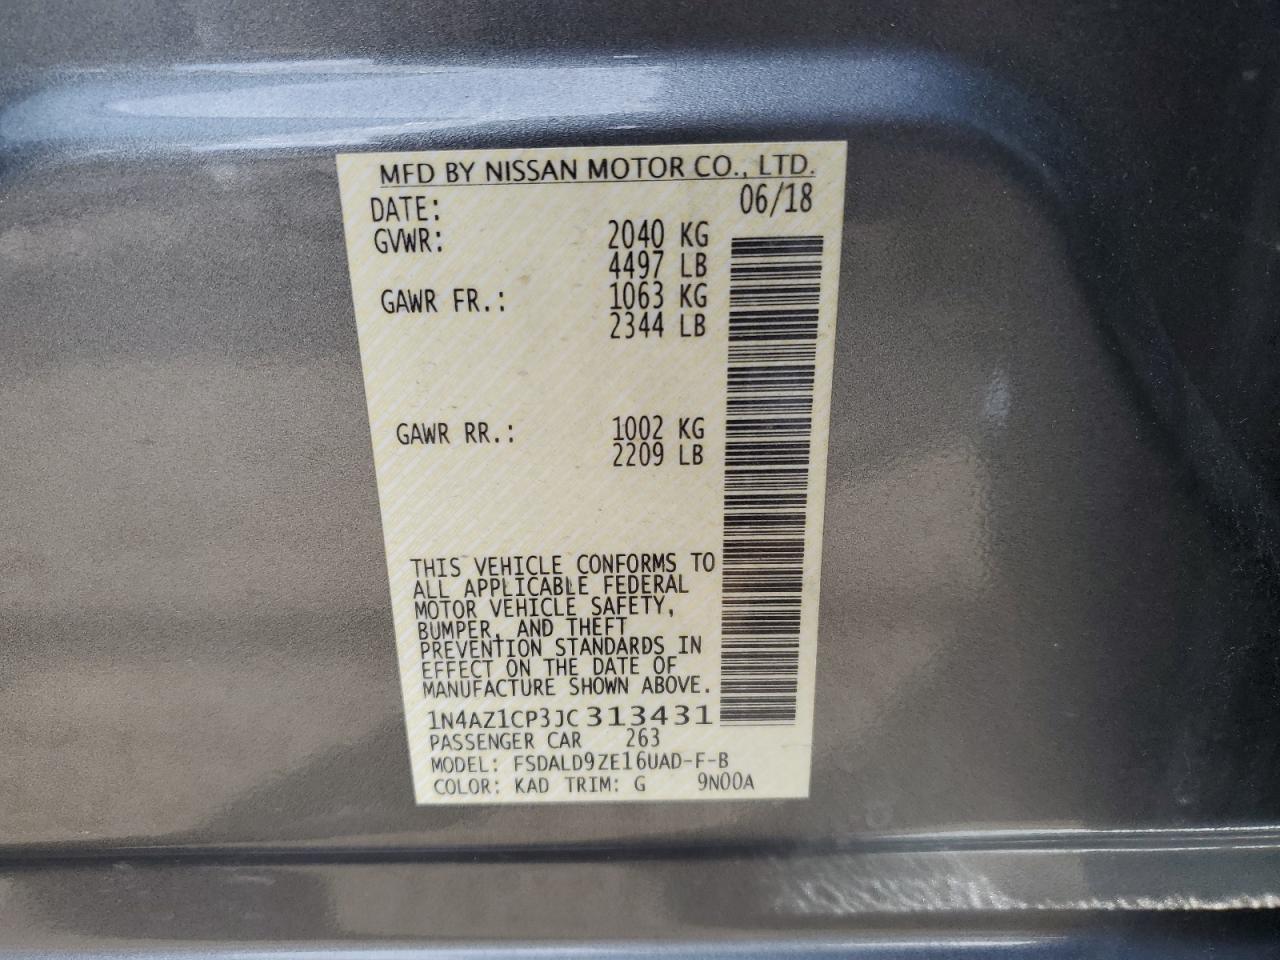 MFD BY NISSAN MOTOR CO., LTD.
DATE: 06/18
GVWR: 2040 KG
4497 LB
GAWR FR.: 1063 KG
2344 LB
GAWR RR.: 1002 KG
2209 LB
THIS VEHICLE CONFORMS TO
ALL APPLICABLE FEDERAL
MOTOR VEHICLE SAFETY,
BUMPER, AND THEFT
PREVENTION STANDARDS IN
EFFECT ON THE DATE OF
MANUFACTURE SHOWN ABOVE.
1N4AZ1CP3JC313431
PASSENGER CAR 263
MODEL: FSDALD9ZE16UAD-F-B
COLOR: KAD TRIM: G 9N00A